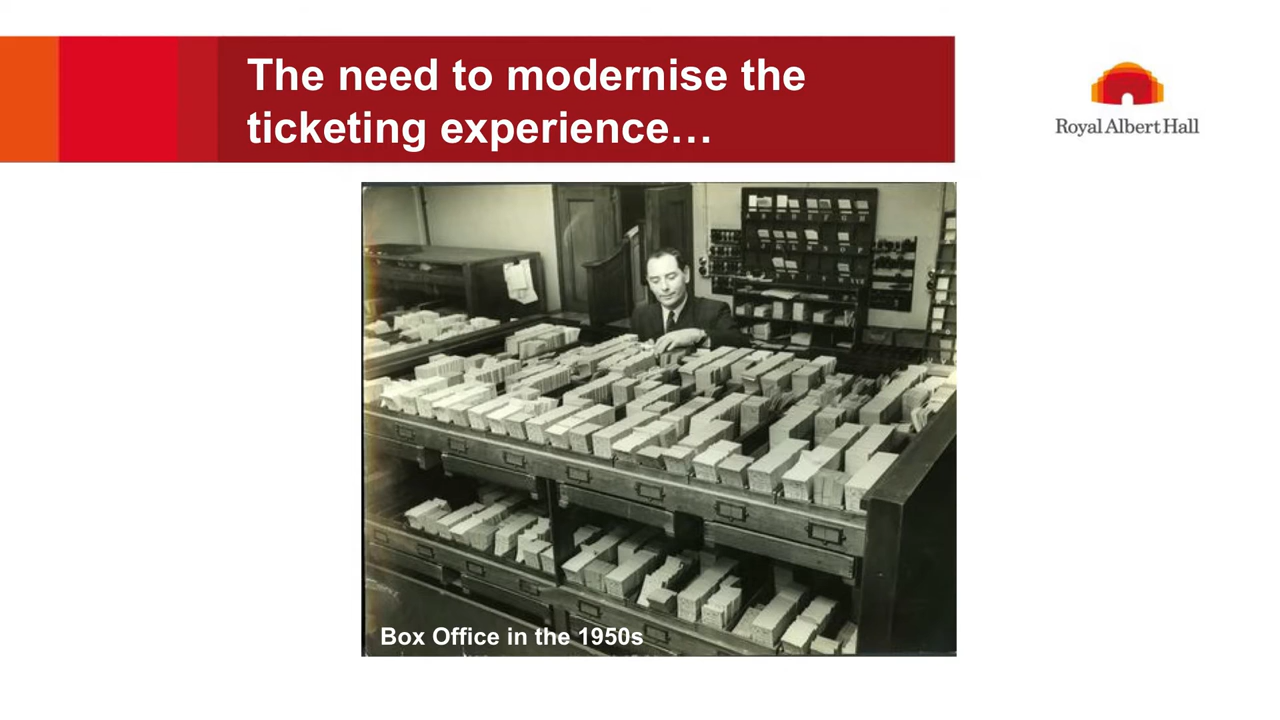 The need to modernise the
ticketing experience…
Royal Albert Hall
Box Office in the 1950s